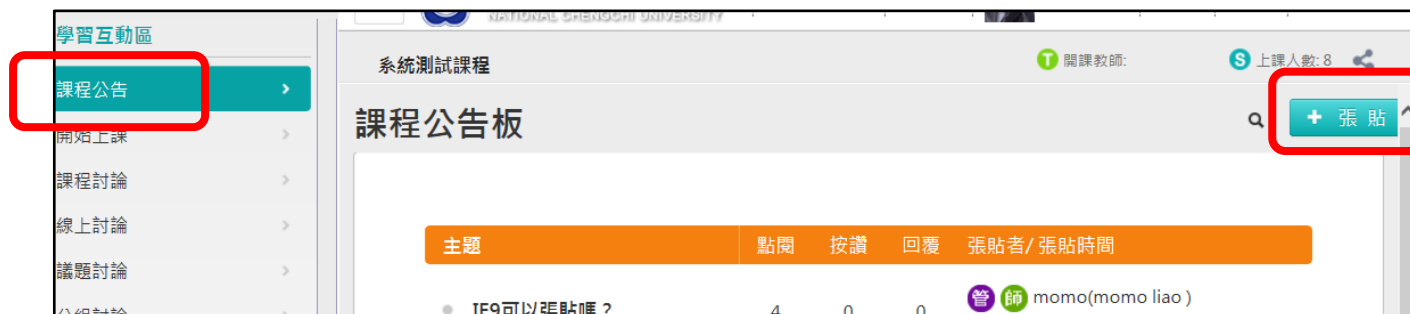 NATIONAL CHENGCHI UNIVERSITY
學習互動區
課程公告
開始上課
課程討論
線上討論
議題討論
分組討論
系統測試課程
T 開課教師:
S 上課人數: 8
課程公告板
+ 張 貼
主題 點閱 按讚 回覆 張貼者/ 張貼時間
IE9可以張貼嗎？ 4 0 0 管 師 momo(momo liao )